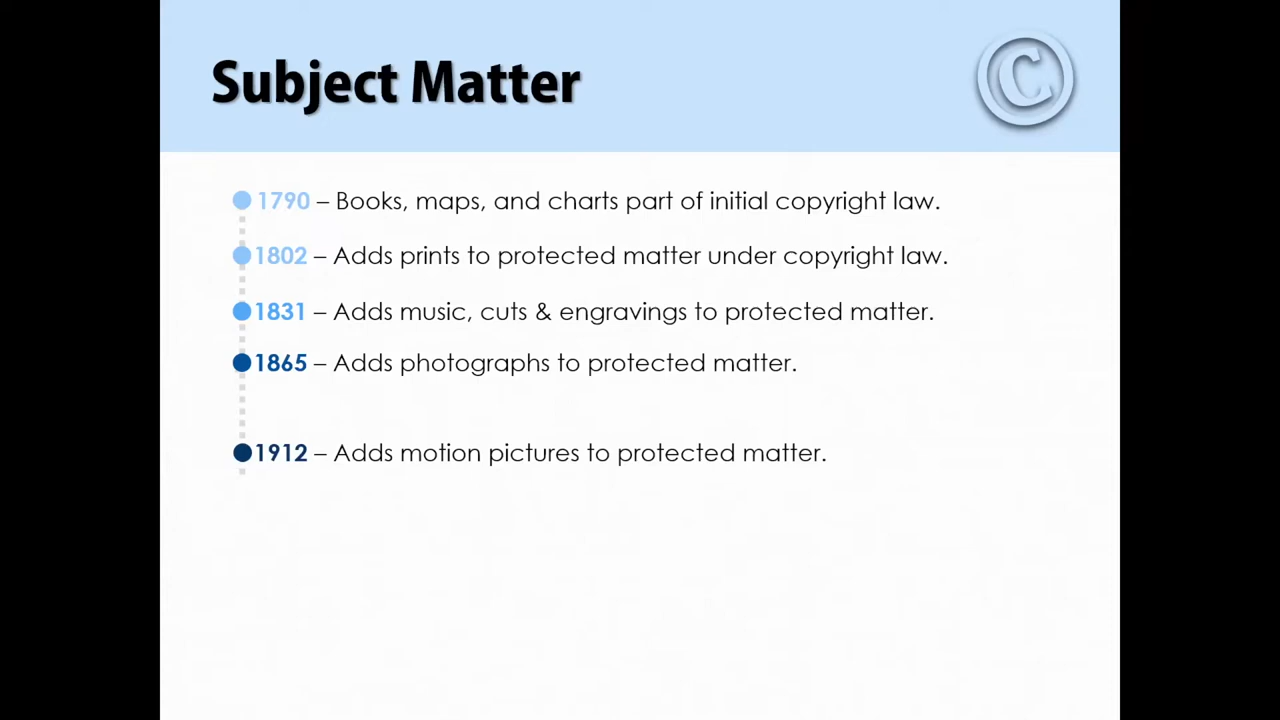 Subject Matter
©
1790 – Books, maps, and charts part of initial copyright law.
1802 – Adds prints to protected matter under copyright law.
1831 – Adds music, cuts & engravings to protected matter.
1865 – Adds photographs to protected matter.
1912 – Adds motion pictures to protected matter.